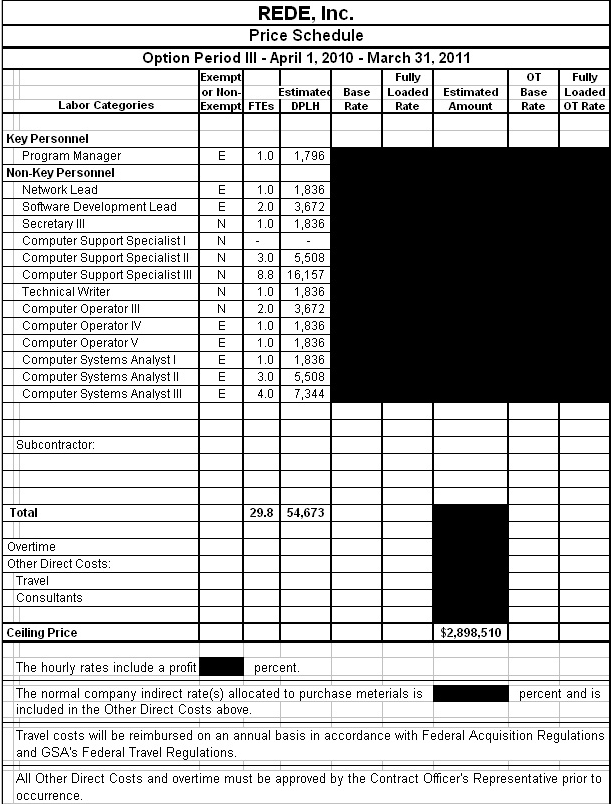 REDE, Inc.
Price Schedule
Option Period III - April 1, 2010 - March 31, 2011
Labor Categories Exempt or Non-Exempt FTEs Estimated DPLH Base Rate Fully Loaded Rate Estimated Amount OT Base Rate Fully Loaded OT Rate
Key Personnel
Program Manager E 1.0 1,796
Non-Key Personnel
Network Lead E 1.0 1,836
Software Development Lead E 2.0 3,672
Secretary III N 1.0 1,836
Computer Support Specialist I N - -
Computer Support Specialist II N 3.0 5,508
Computer Support Specialist III N 8.8 16,157
Technical Writer N 1.0 1,836
Computer Operator III N 2.0 3,672
Computer Operator IV E 1.0 1,836
Computer Operator V E 1.0 1,836
Computer Systems Analyst I E 1.0 1,836
Computer Systems Analyst II E 3.0 5,508
Computer Systems Analyst III E 4.0 7,344
Subcontractor:
Total 29.8 54,673
Overtime
Other Direct Costs:
Travel
Consultants
Ceiling Price $2,898,510
The hourly rates include a profit percent.
The normal company indirect rate(s) allocated to purchase meterials is percent and is
included in the Other Direct Costs above.
Travel costs will be reimbursed on an annual basis in accordance with Federal Acquisition Regulations
and GSA's Federal Travel Regulations.
All Other Direct Costs and overtime must be approved by the Contract Officer's Representative prior to
occurrence.